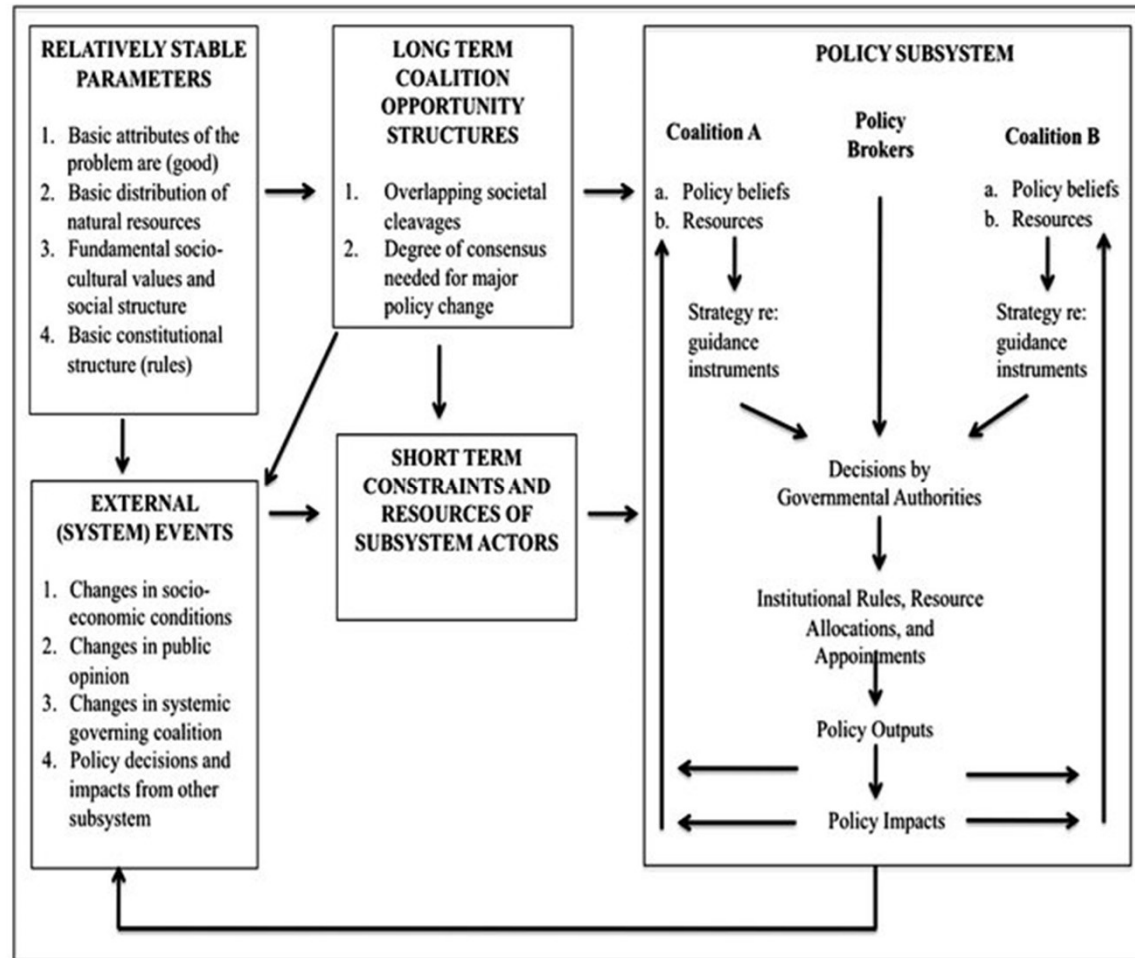 RELATIVELY STABLE
PARAMETERS
1. Basic attributes of the
problem are (good)
2. Basic distribution of
natural resources
3. Fundamental socio-
cultural values and
social structure
4. Basic constitutional
structure (rules)
LONG TERM
COALITION
OPPORTUNITY
STRUCTURES
1. Overlapping societal
cleavages
2. Degree of consensus
needed for major
policy change
EXTERNAL
(SYSTEM) EVENTS
1. Changes in socio-
economic conditions
2. Changes in public
opinion
3. Changes in systemic
governing coalition
4. Policy decisions and
impacts from other
subsystem
SHORT TERM
CONSTRAINTS AND
RESOURCES OF
SUBSYSTEM ACTORS
POLICY SUBSYSTEM
Coalition A
a. Policy beliefs
b. Resources
Strategy re:
guidance
instruments
Policy
Brokers
Coalition B
a. Policy beliefs
b. Resources
Strategy re:
guidance
instruments
Decisions by
Governmental Authorities
Institutional Rules, Resource
Allocations, and
Appointments
Policy Outputs
Policy Impacts